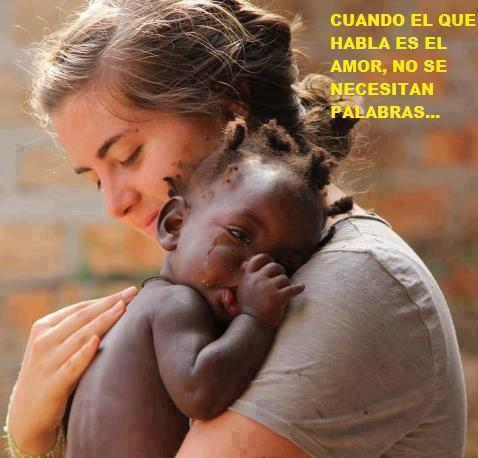 CUANDO EL QUE
HABLA ES EL
AMOR, NO SE
NECESITAN
PALABRAS...